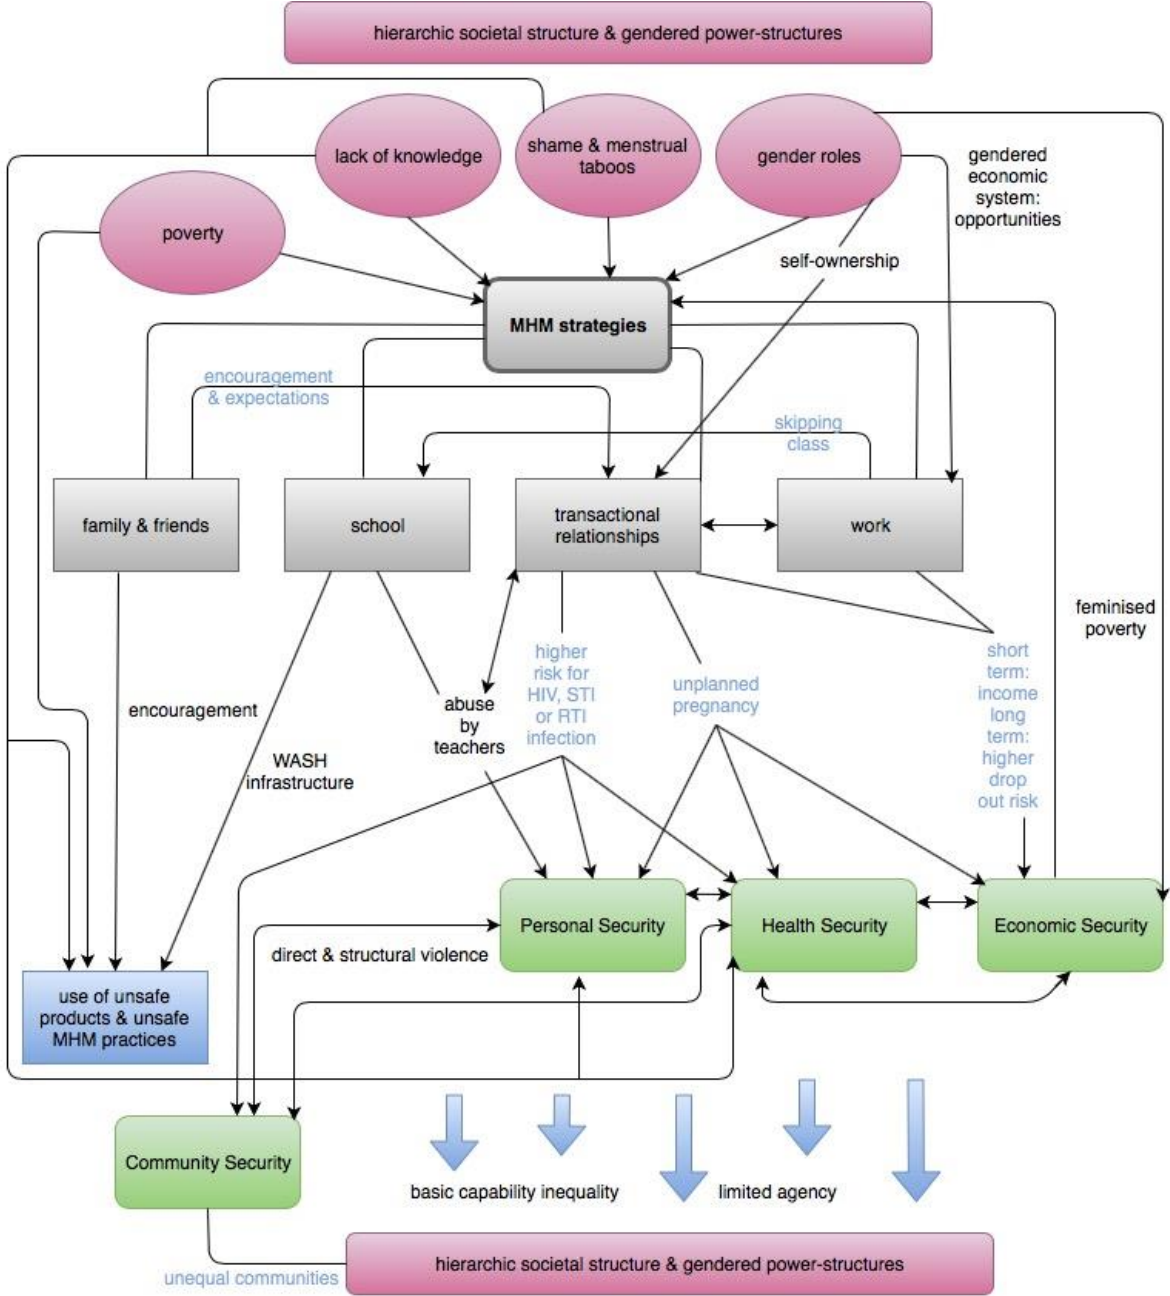 hierarchic societal structure & gendered power-structures
lack of knowledge
shame & menstrual
taboos
gender roles
gendered
economic
system:
opportunities
poverty
self-ownership
MHM strategies
encouragement
& expectations
skipping
class
family & friends
school
transactional
relationships
work
feminised
poverty
higher
risk for
HIV, STI
or RTI
infection
unplanned
pregnancy
short
term:
income
long
term:
higher
drop
out risk
encouragement
abuse
by
teachers
WASH
infrastructure
Personal Security
Health Security
Economic Security
direct & structural violence
use of unsafe
products & unsafe
MHM practices
Community Security
basic capability inequality
limited agency
hierarchic societal structure & gendered power-structures
unequal communities